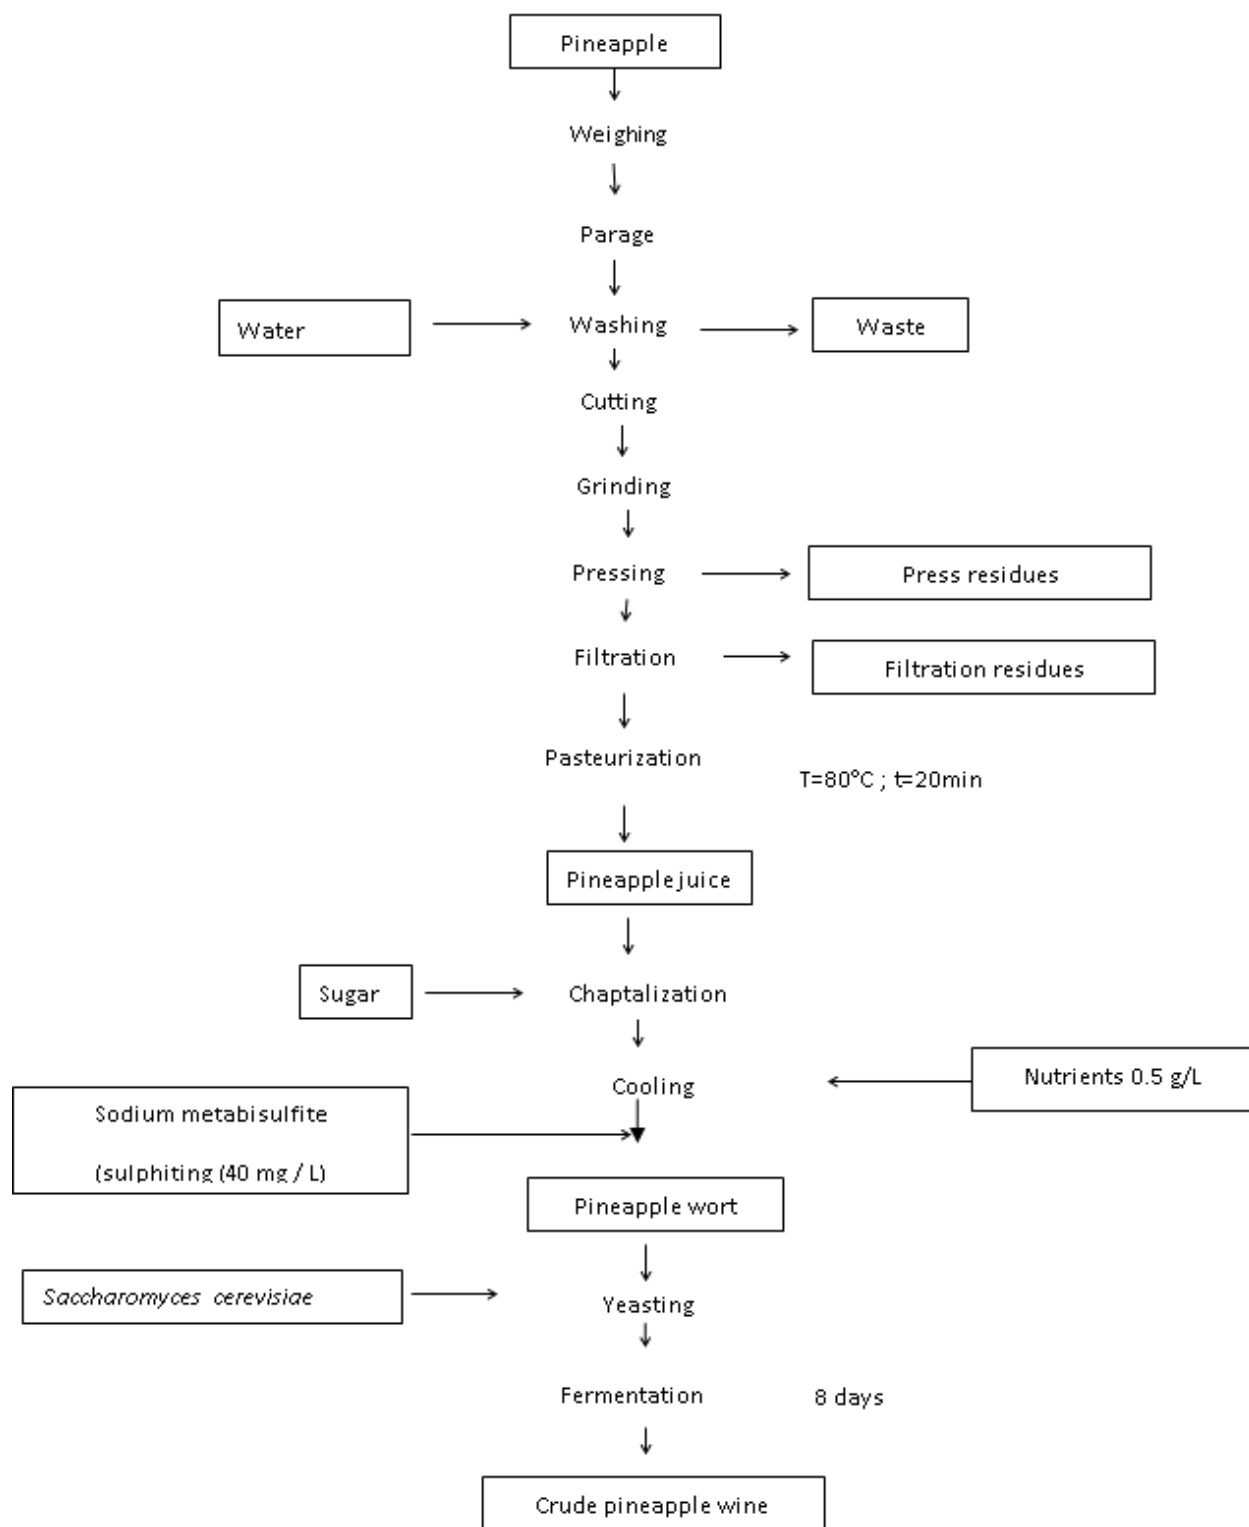 Pineapple
Weighing
Parage
Water
Washing
Waste
Cutting
Grinding
Pressing
Press residues
Filtration
Filtration residues
Pasteurization
T=80°C ; t=20min
Pineapple juice
Sugar
Chaptalization
Cooling
Nutrients 0.5 g/L
Sodium metabisulfite
(sulphiting (40 mg / L)
Pineapple wort
Saccharomyces cerevisiae
Yeasting
Fermentation
8 days
Crude pineapple wine